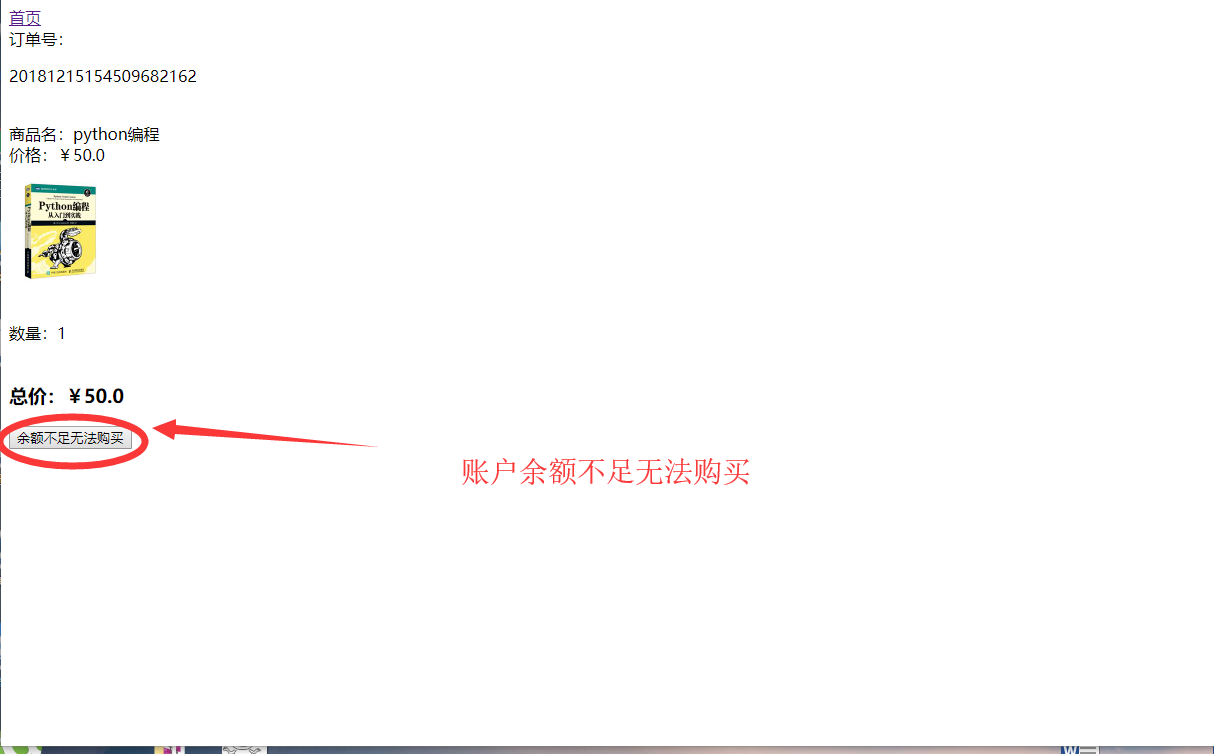 首页
订单号：
20181215154509682162
商品名：python编程
价格：￥50.0
Python编程
从入门到实践
数量：1
总价：￥50.0
余额不足无法购买
账户余额不足无法购买